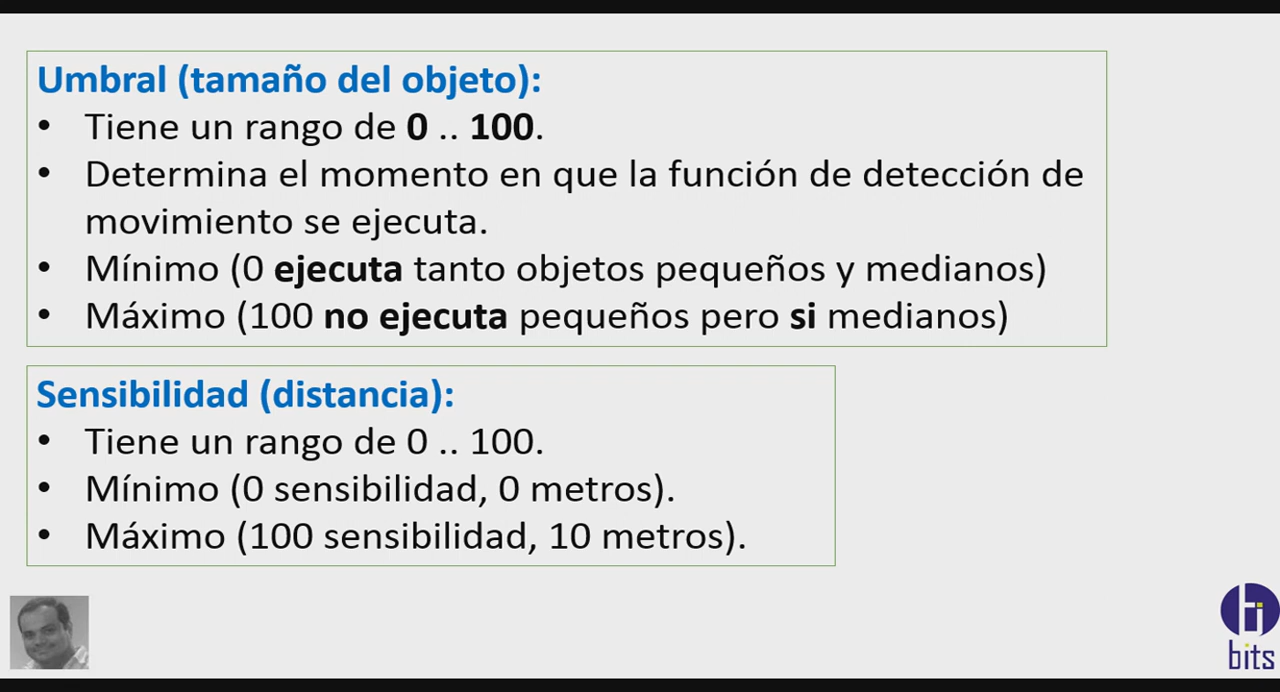 Umbral (tamaño del objeto):
• Tiene un rango de 0 .. 100.
• Determina el momento en que la función de detección de
movimiento se ejecuta.
• Mínimo (0 ejecuta tanto objetos pequeños y medianos)
• Máximo (100 no ejecuta pequeños pero si medianos)
Sensibilidad (distancia):
• Tiene un rango de 0 .. 100.
• Mínimo (0 sensibilidad, 0 metros).
• Máximo (100 sensibilidad, 10 metros).
bits